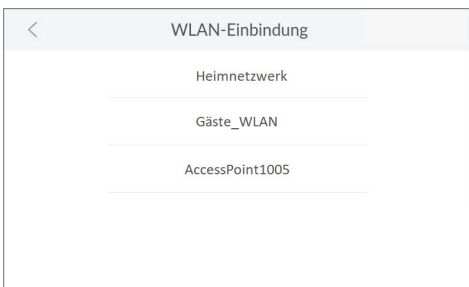 WLAN-Einbindung
Heimnetzwerk
Gäste_WLAN
AccessPoint1005